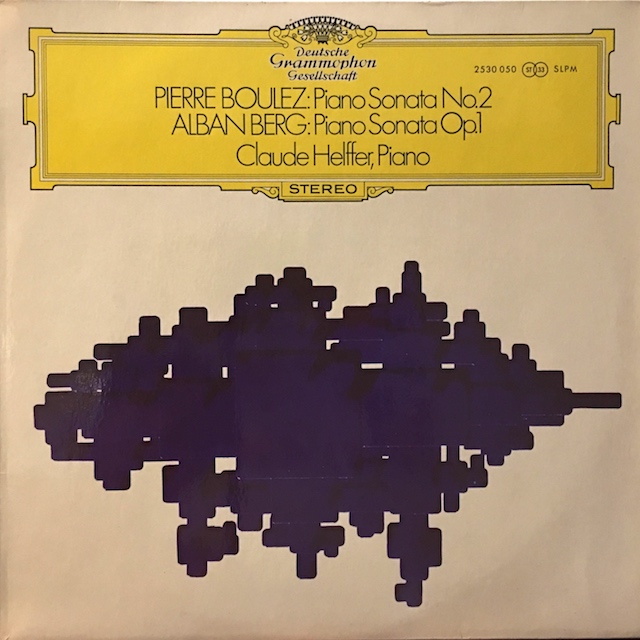 Deutsche
Grammophon
Gesellschaft
2530 050 ST 33 SLPM
PIERRE BOULEZ: Piano Sonata No. 2
ALBAN BERG: Piano Sonata Op.1
Claude Helffer, Piano
STEREO